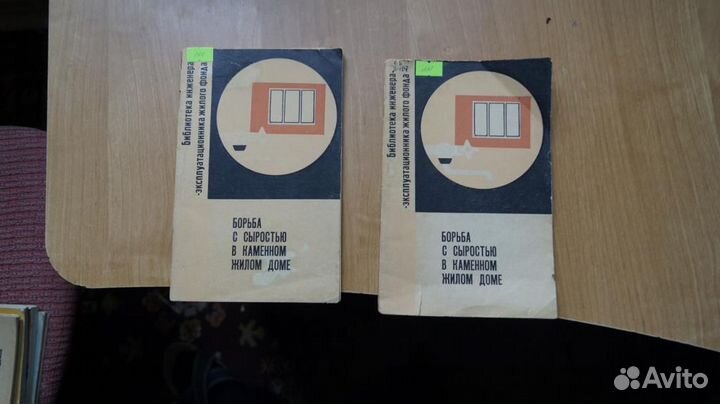 Библиотека инженера-
-эксплуатационника жилого фонда
БОРЬБА
С СЫРОСТЬЮ
В КАМЕННОМ
ЖИЛОМ ДОМЕ
Библиотека инженера-
-эксплуатационника жилого фонда
БОРЬБА
С СЫРОСТЬЮ
В КАМЕННОМ
ЖИЛОМ ДОМЕ
Avito